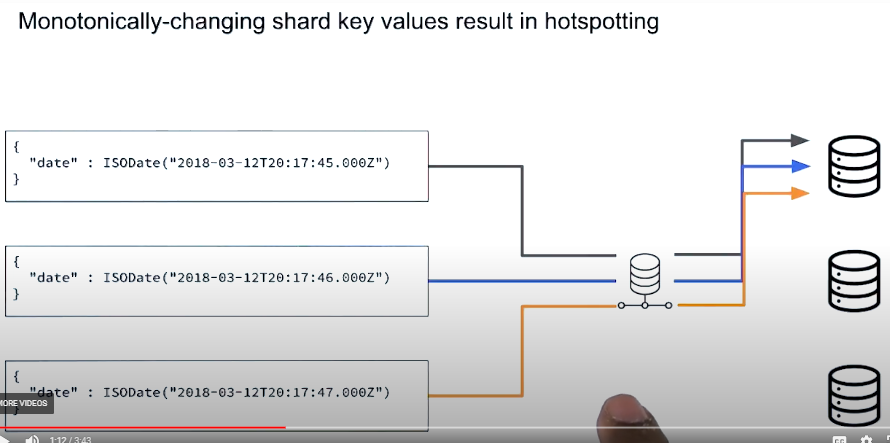 Monotonically-changing shard key values result in hotspotting
{
"date" : ISODate("2018-03-12T20:17:45.000Z")
}
{
"date" : ISODate("2018-03-12T20:17:46.000Z")
}
{
"date" : ISODate("2018-03-12T20:17:47.000Z")
MORE VIDEOS
}
1:12 / 3:43
CC